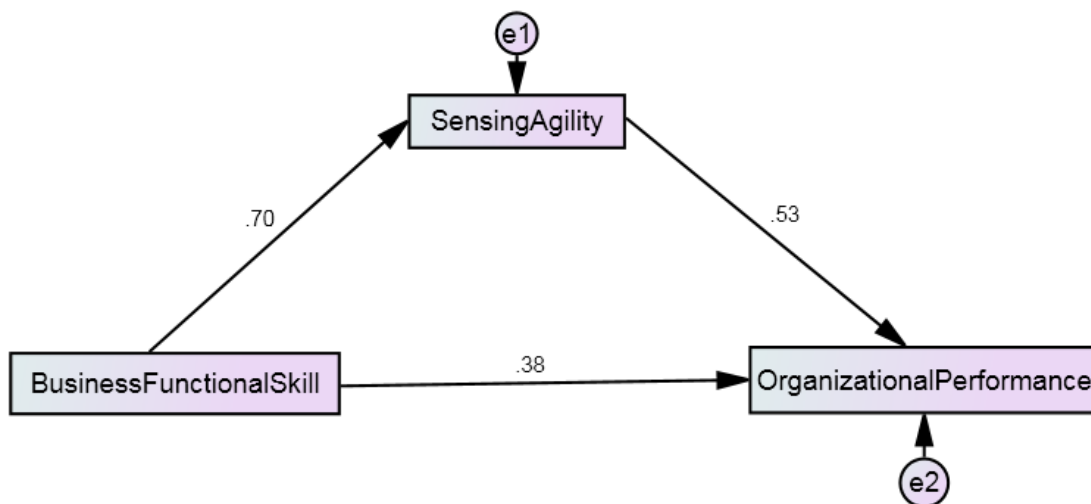 e1
SensingAgility
.70
.53
BusinessFunctionalSkill
.38
OrganizationalPerformance
e2